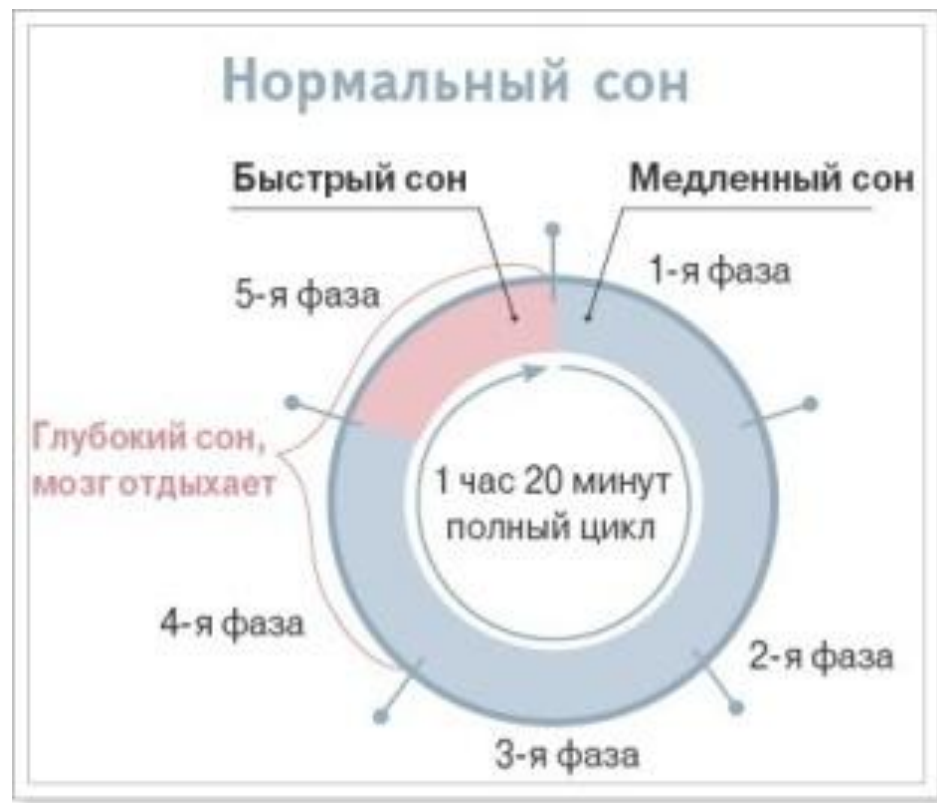 Нормальный сон
Быстрый сон
Медленный сон
1-я фаза
5-я фаза
Глубокий сон,
мозг отдыхает
1 час 20 минут
полный цикл
4-я фаза
2-я фаза
3-я фаза